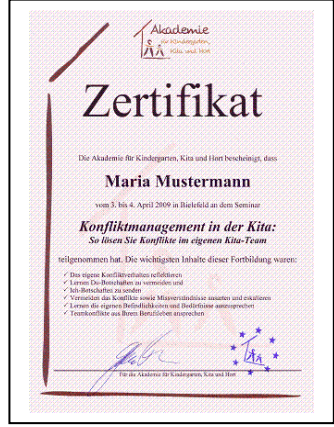 Akademie
für Kindergarten,
Kita und Hort
Zertifikat
Die Akademie für Kindergarten, Kita und Hort bescheinigt, dass
Maria Mustermann
vom 3. bis 4. April 2009 in Bielefeld an dem Seminar
Konfliktmanagement in der Kita:
So lösen Sie Konflikte im eigenen Kita-Team
teilgenommen hat. Die wichtigsten Inhalte dieser Fortbildung waren:
✓ Das eigene Konfliktverhalten reflektieren
✓ Lernen Du-Botschaften zu vermeiden und
✓ Ich-Botschaften zu senden
✓ Vermeiden das Konflikte sowie Missverständnisse ausarten und eskalieren
✓ Lernen die eigenen Befindlichkeiten und Bedürfnisse anzusprechen
✓ Teamkonflikte aus Ihrem Berufsleben ansprechen
Für die Akademie für Kindergarten, Kita und Hort